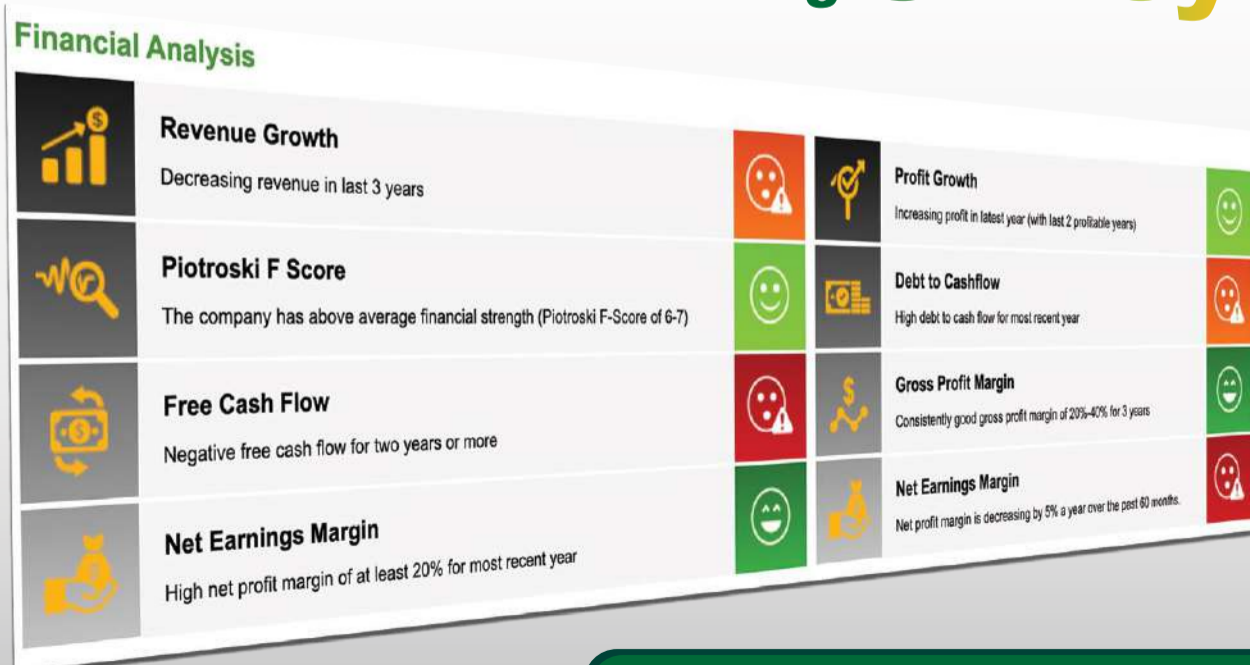 Financial Analysis
Revenue Growth
Decreasing revenue in last 3 years
Piotroski F Score
The company has above average financial strength (Piotroski F-Score of 6-7)
Free Cash Flow
Negative free cash flow for two years or more
Net Earnings Margin
High net profit margin of at least 20% for most recent year
Profit Growth
Increasing profit in latest year (with last 2 profitable years)
Debt to Cashflow
High debt to cash flow for most recent year
Gross Profit Margin
Consistently good gross profit margin of 20%-40% for 3 years
Net Earnings Margin
Net profit margin is decreasing by 5% a year over the past 60 months.